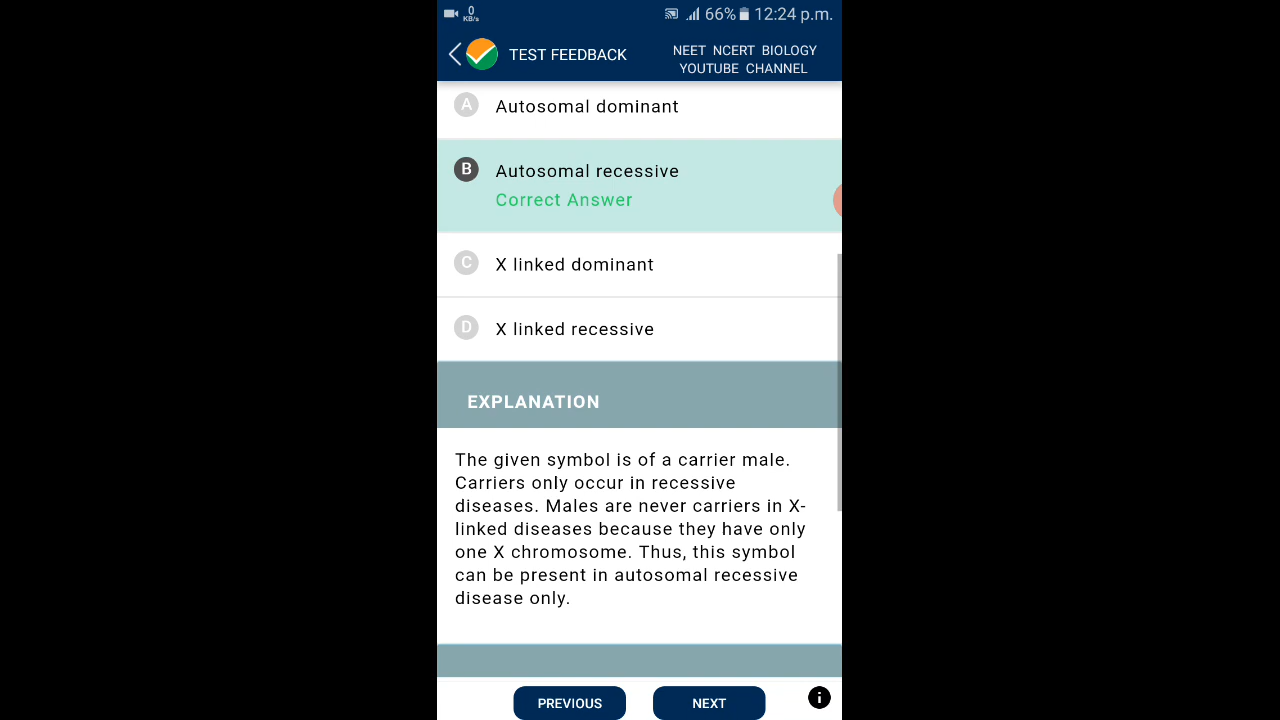 0
KB/s
66% 12:24 p.m.
TEST FEEDBACK
NEET NCERT BIOLOGY
YOUTUBE CHANNEL
A Autosomal dominant
B Autosomal recessive
Correct Answer
C X linked dominant
D X linked recessive
EXPLANATION
The given symbol is of a carrier male.
Carriers only occur in recessive
diseases. Males are never carriers in X-
linked diseases because they have only
one X chromosome. Thus, this symbol
can be present in autosomal recessive
disease only.
PREVIOUS NEXT i